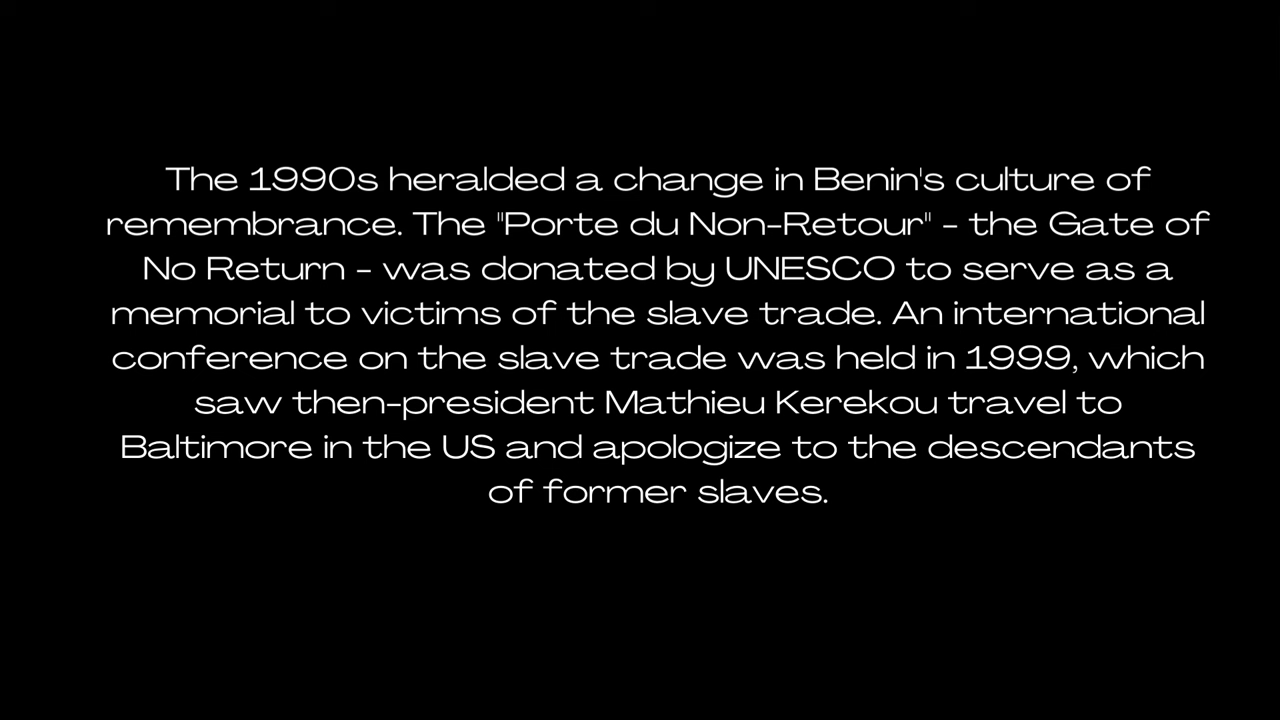 The 1990s heralded a change in Benin's culture of
remembrance. The "Porte du Non-Retour" - the Gate of
No Return - was donated by UNESCO to serve as a
memorial to victims of the slave trade. An international
conference on the slave trade was held in 1999, which
saw then-president Mathieu Kerekou travel to
Baltimore in the US and apologize to the descendants
of former slaves.